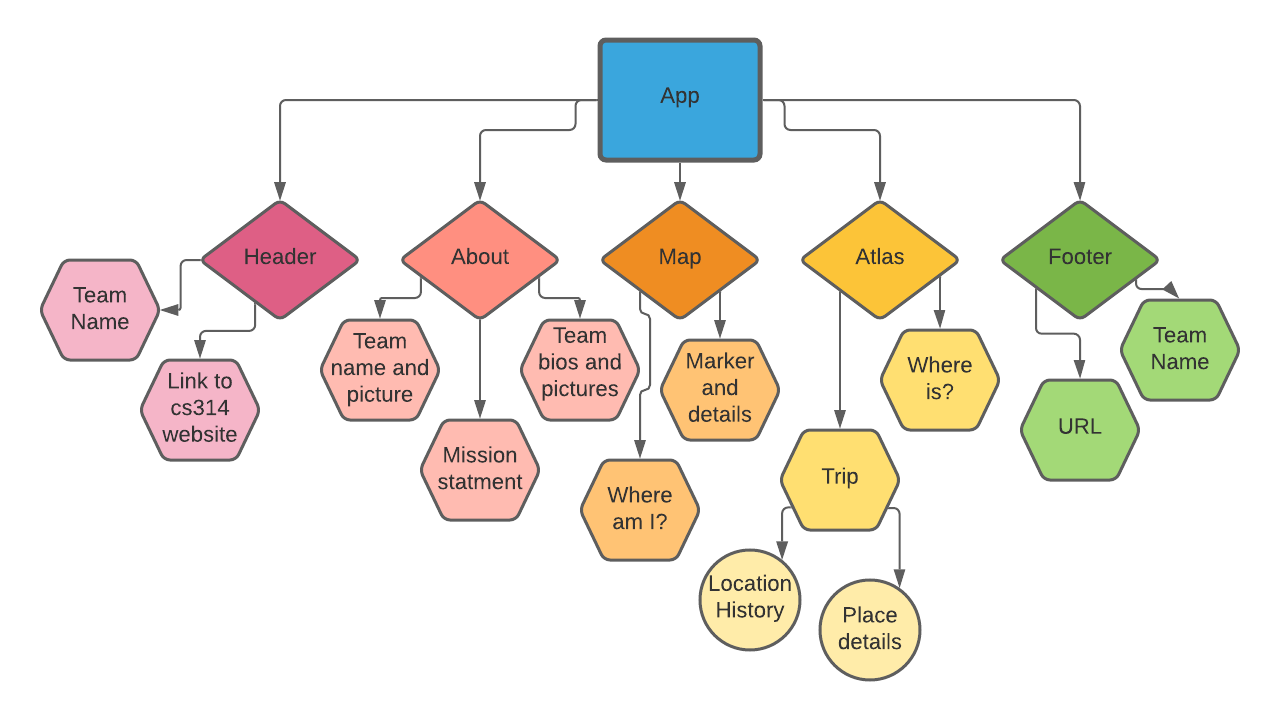 App
Header
About
Map
Atlas
Footer
Team
Name
Link to
cs314
website
Team
name and
picture
Mission
statment
Team
bios and
pictures
Where
am I?
Marker
and
details
Trip
Where
is?
Location
History
Place
details
URL
Team
Name